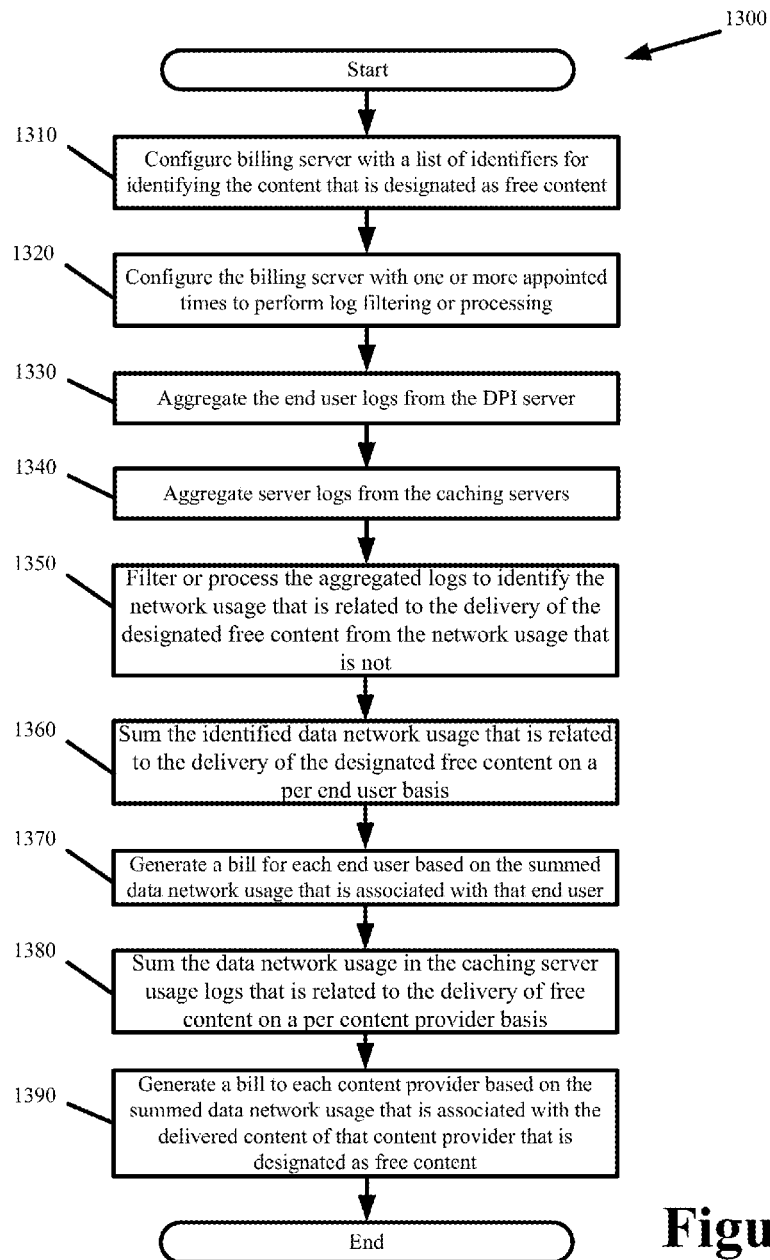 1300
Start
1310
Configure billing server with a list of identifiers for
identifying the content that is designated as free content
1320
Configure the billing server with one or more appointed
times to perform log filtering or processing
1330
Aggregate the end user logs from the DPI server
1340
Aggregate server logs from the caching servers
1350
Filter or process the aggregated logs to identify the
network usage that is related to the delivery of the
designated free content from the network usage that
is not
1360
Sum the identified data network usage that is related
to the delivery of the designated free content on a
per end user basis
1370
Generate a bill for each end user based on the summed
data network usage that is associated with that end user
1380
Sum the data network usage in the caching server
usage logs that is related to the delivery of free
content on a per content provider basis
1390
Generate a bill to each content provider based on the
summed data network usage that is associated with the
delivered content of that content provider that is
designated as free content
End
Figu